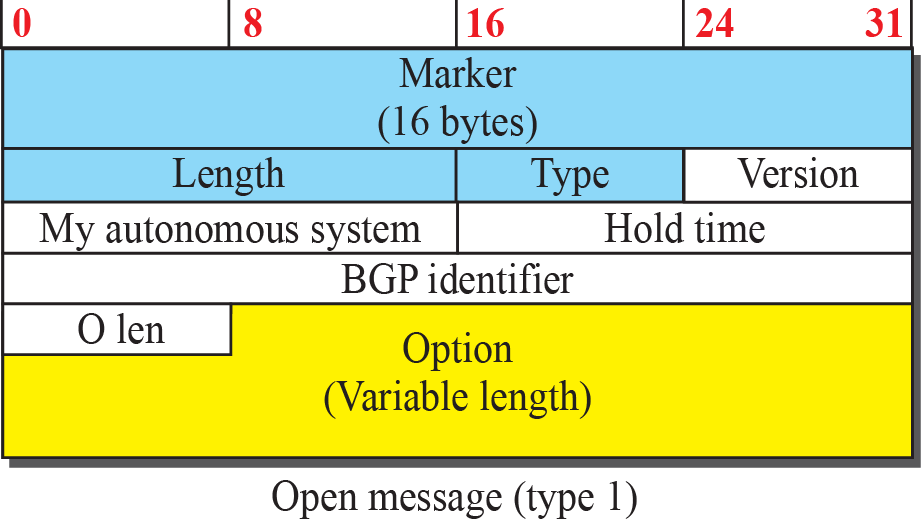 0 8 16 24 31
Marker
(16 bytes)
Length Type Version
My autonomous system Hold time
BGP identifier
O len
Option
(Variable length)
Open message (type 1)